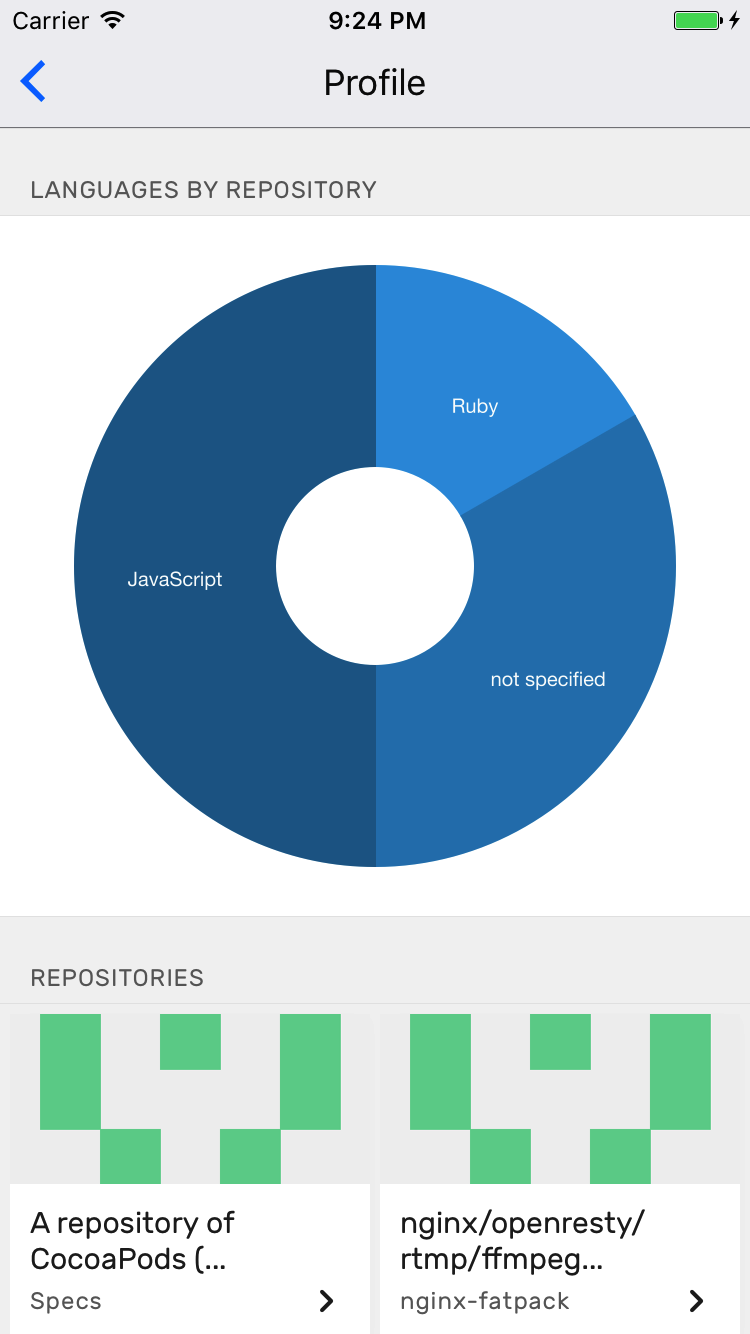 Carrier 9:24 PM
Profile
LANGUAGES BY REPOSITORY
Ruby
JavaScript
not specified
REPOSITORIES
A repository of
CocoaPods (...
Specs
nginx/openresty/
rtmp/ffmpeg...
nginx-fatpack